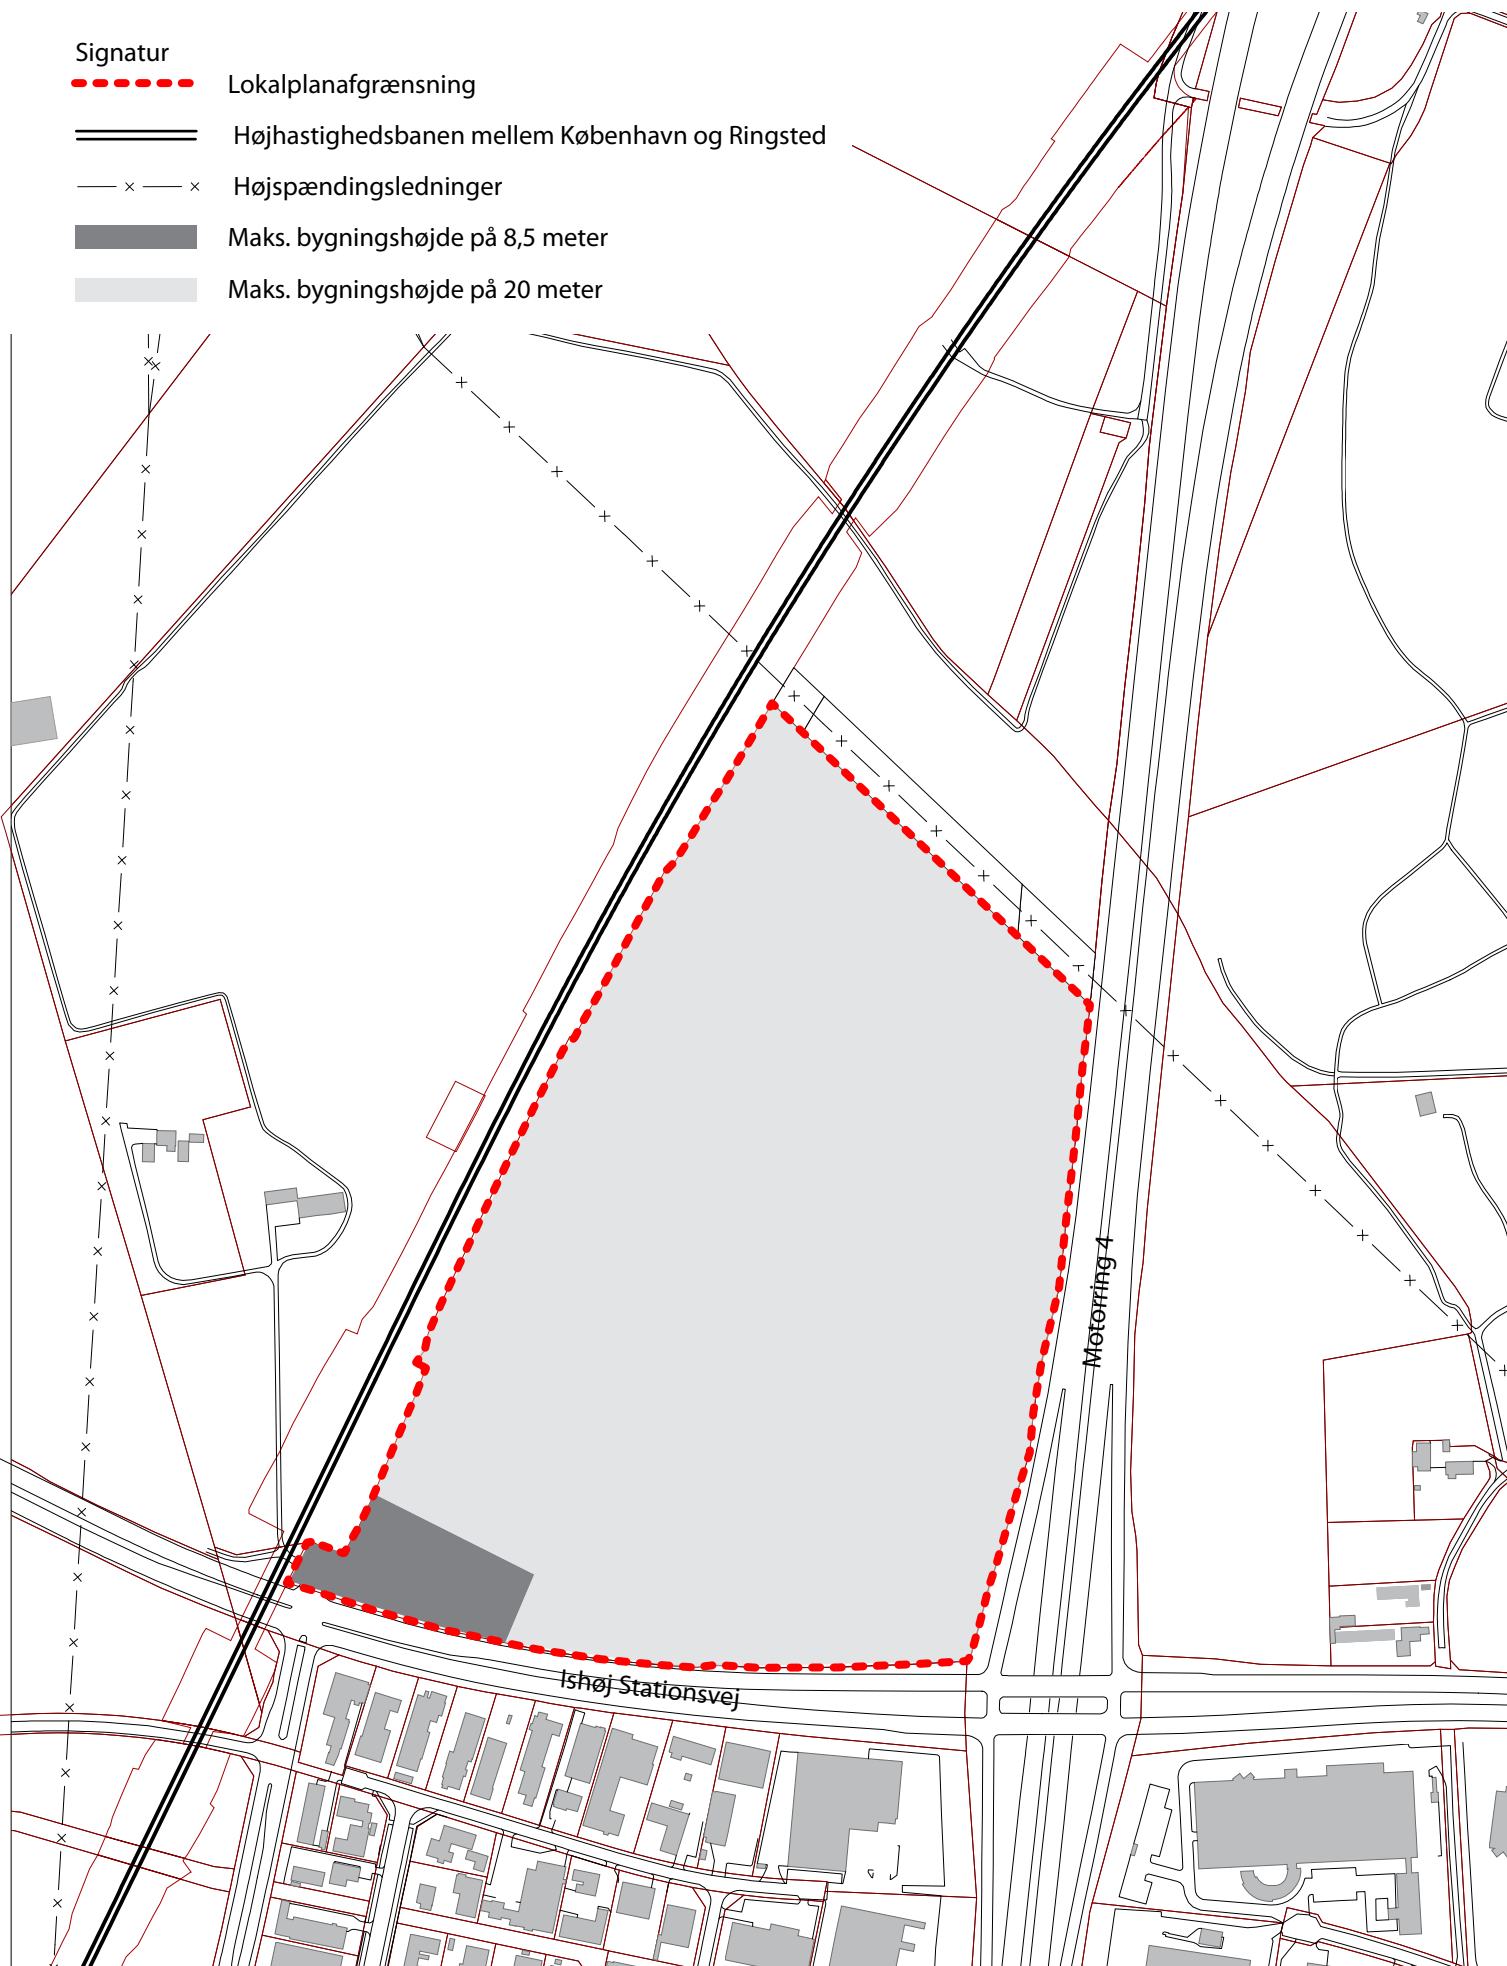 Signatur
Lokalplanafgrænsning
Højhastighedsbanen mellem København og Ringsted
Højspændingsledninger
Maks. bygningshøjde på 8,5 meter
Maks. bygningshøjde på 20 meter
Motorring 4
Ishøj Stationsvej